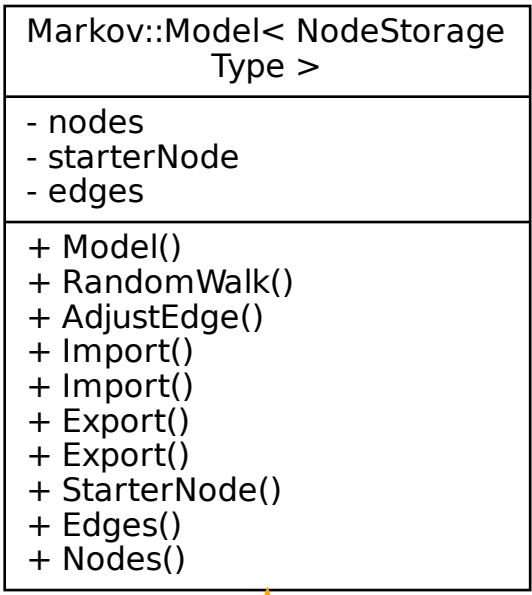 Markov::Model< NodeStorage
Type >
- nodes
- starterNode
- edges
+ Model()
+ RandomWalk()
+ AdjustEdge()
+ Import()
+ Import()
+ Export()
+ Export()
+ StarterNode()
+ Edges()
+ Nodes()